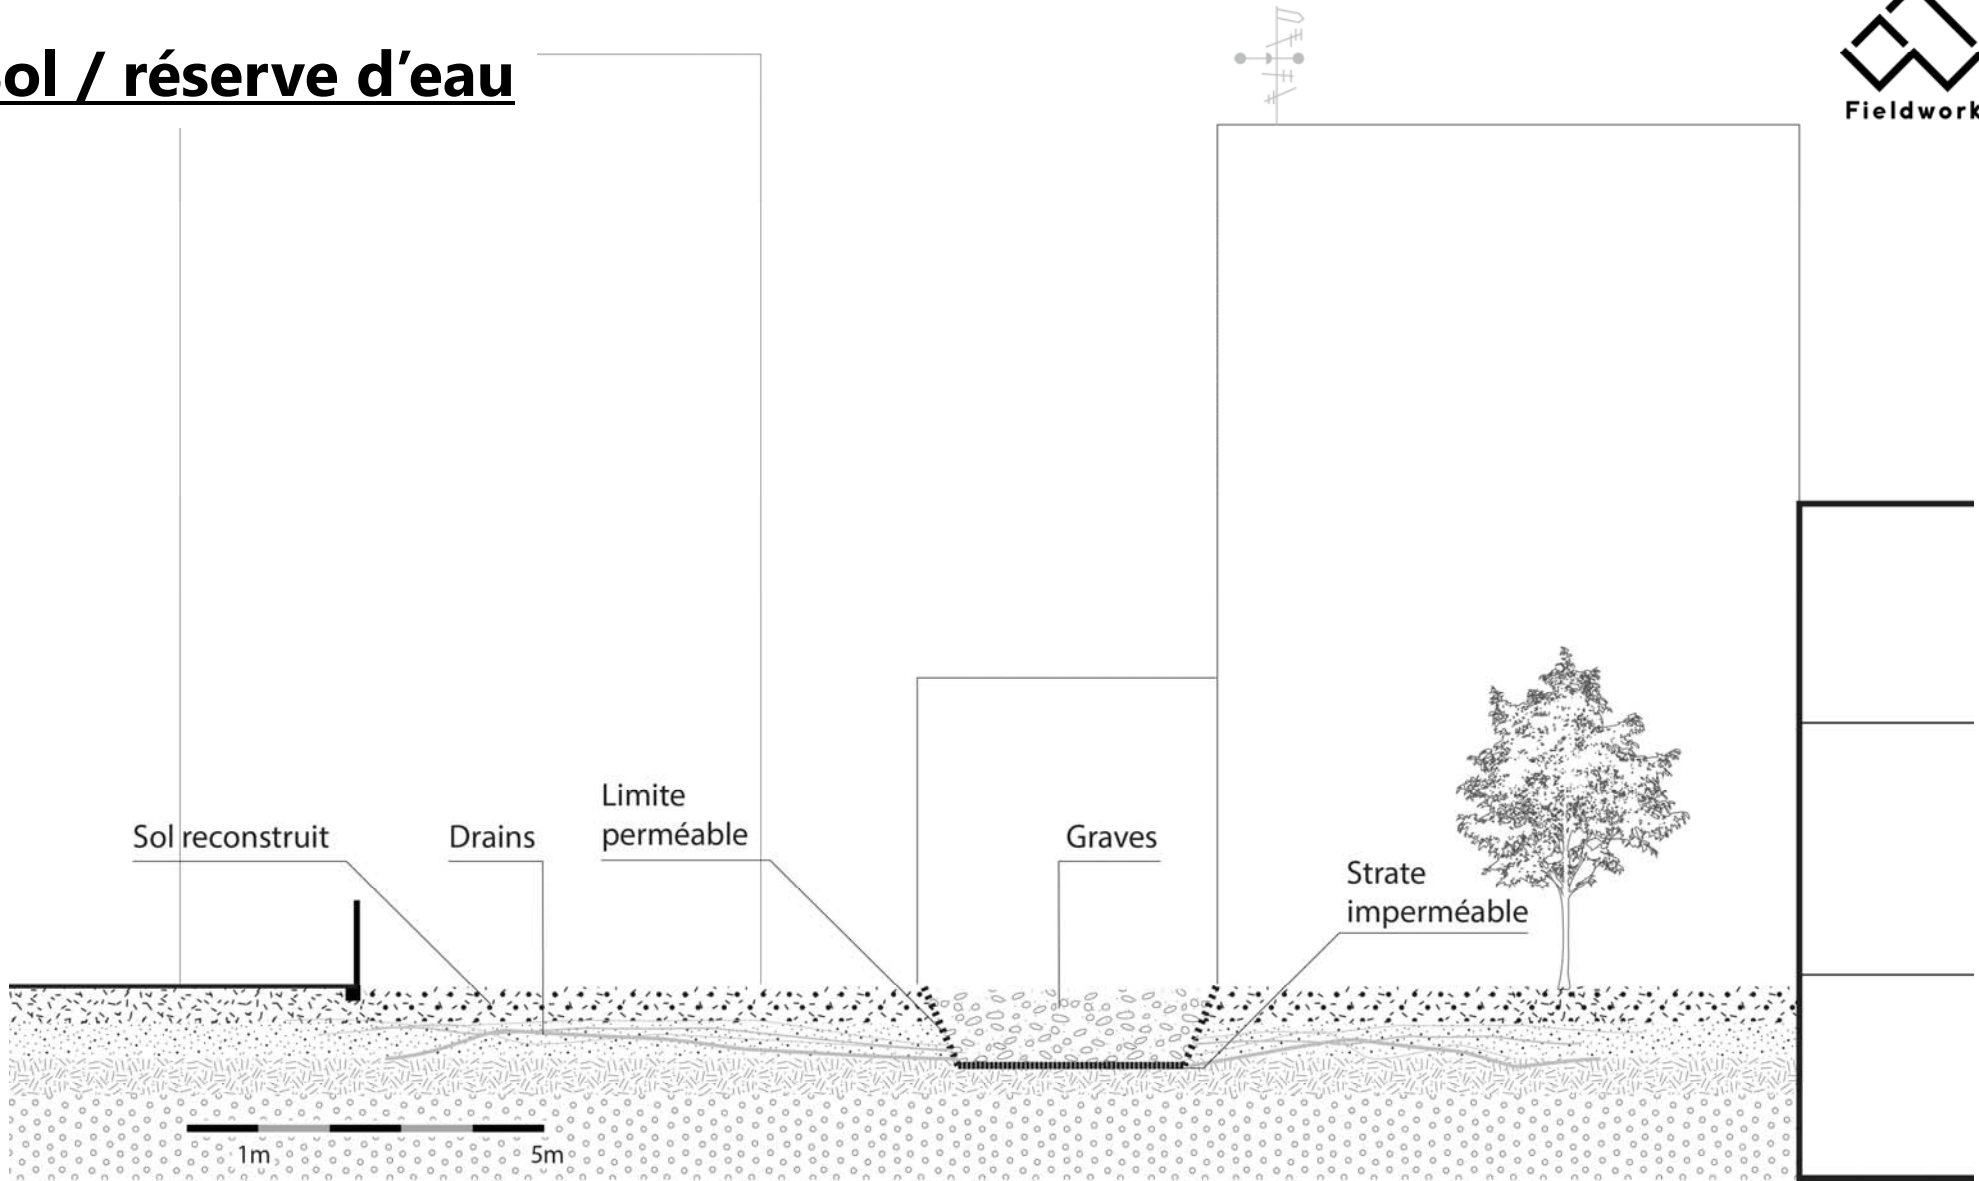 ol / réserve d’eau
Fieldwork
Limite
perméable
Sol reconstruit
Drains
Graves
Strate
imperméable
1m
5m